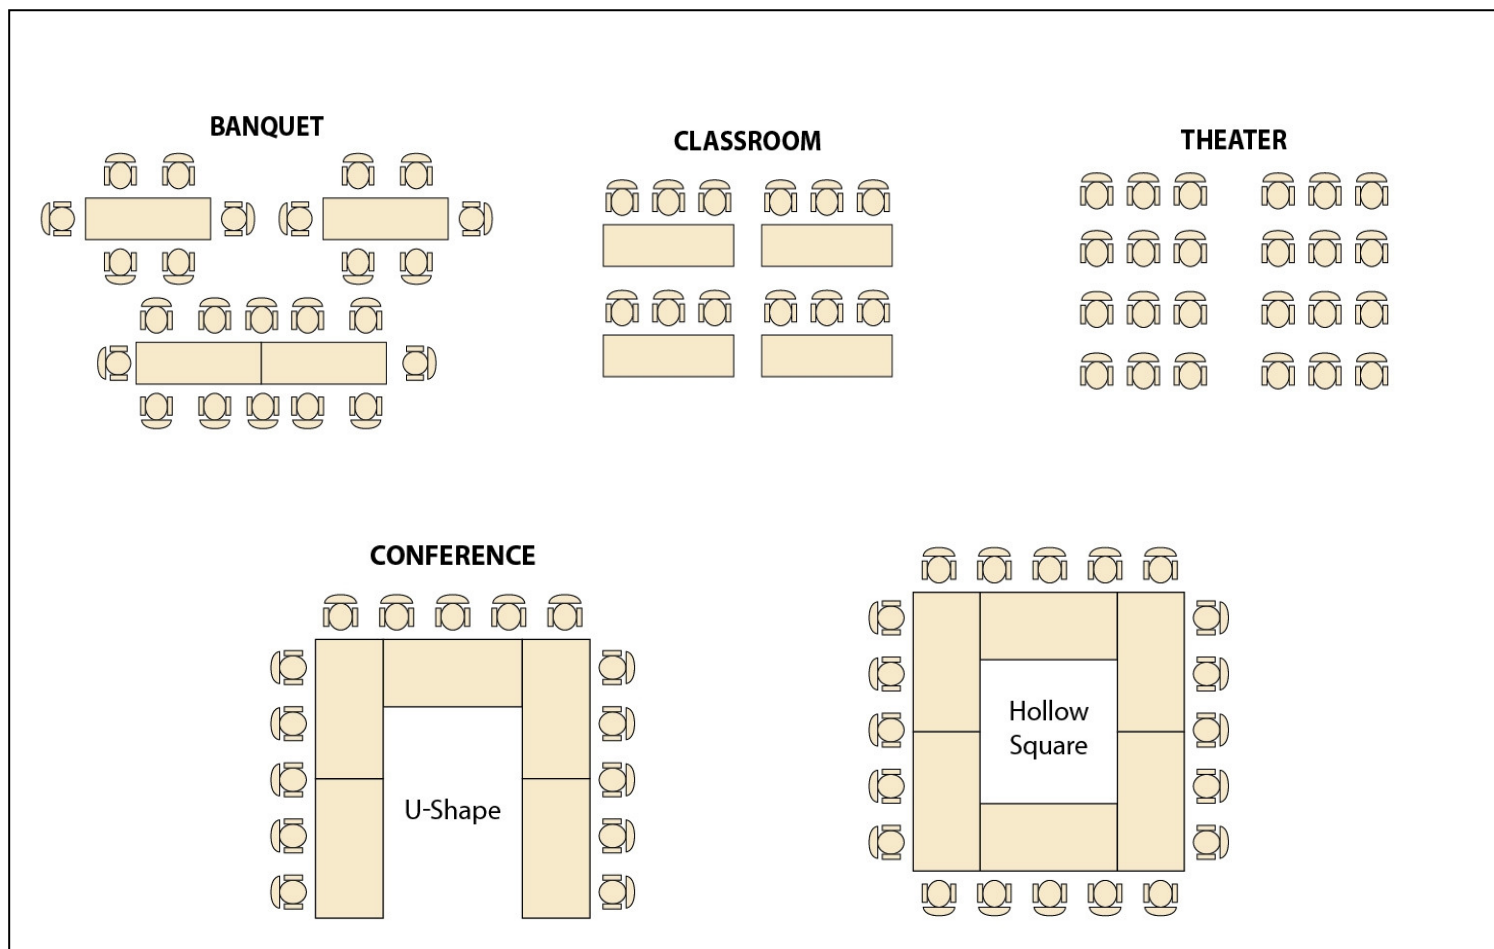 BANQUET
CLASSROOM
THEATER
CONFERENCE
U-Shape
Hollow
Square